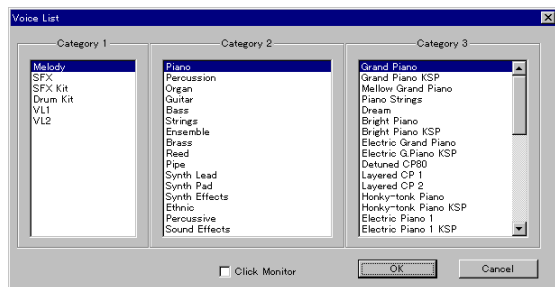 Voice List
Category 1
Melody
SFX
SFX Kit
Drum Kit
VL1
VL2
Category 2
Piano
Percussion
Organ
Guitar
Bass
Strings
Ensemble
Brass
Reed
Pipe
Synth Lead
Synth Pad
Synth Effects
Ethnic
Percussive
Sound Effects
Category 3
Grand Piano
Grand Piano KSP
Mellow Grand Piano
Piano Strings
Dream
Bright Piano
Bright Piano KSP
Electric Grand Piano
Electric G.Piano KSP
Detuned CP80
Layered CP 1
Layered CP 2
Honky-tonk Piano
Honky-tonk Piano KSP
Electric Piano 1
Electric Piano 1 KSP
Click Monitor
OK
Cancel